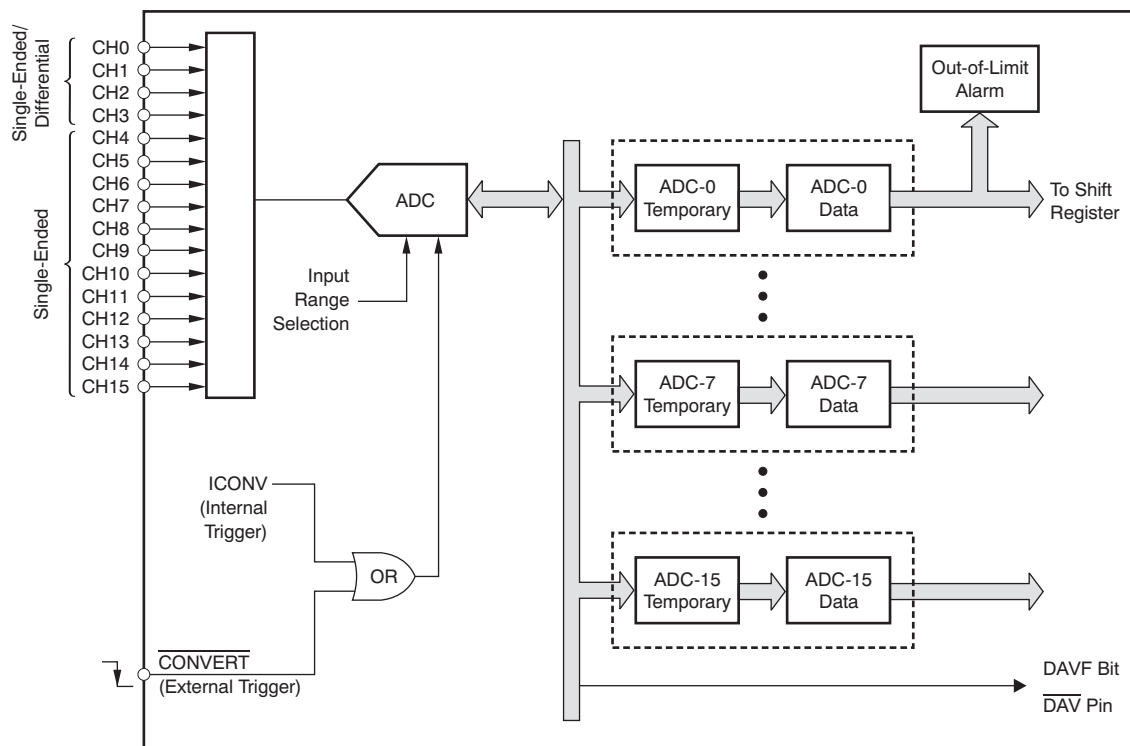 Single-Ended/
Differential
Single-Ended
CH0
CH1
CH2
CH3
CH4
CH5
CH6
CH7
CH8
CH9
CH10
CH11
CH12
CH13
CH14
CH15
ADC
Input
Range
Selection
ICONV
(Internal
Trigger)
OR
CONVERT
(External Trigger)
Out-of-Limit
Alarm
ADC-0
Temporary
ADC-0
Data
To Shift
Register
ADC-7
Temporary
ADC-7
Data
ADC-15
Temporary
ADC-15
Data
DAVF Bit
DAV Pin